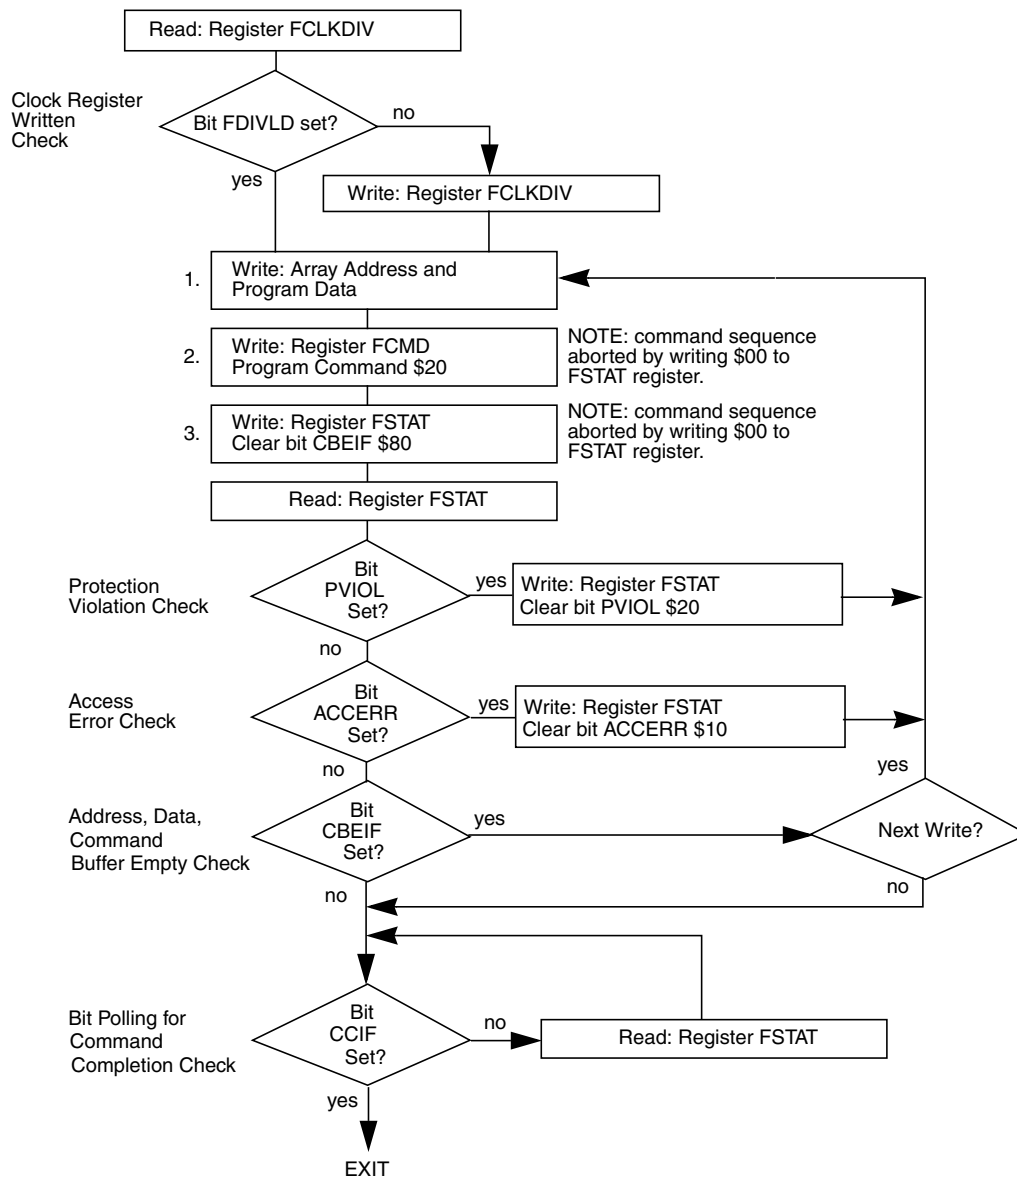 Read: Register FCLKDIV
Clock Register
Written
Check
Bit FDIVLD set?
no
yes
Write: Register FCLKDIV
1.
Write: Array Address and
Program Data
2.
Write: Register FCMD
Program Command $20
NOTE: command sequence
aborted by writing $00 to
FSTAT register.
3.
Write: Register FSTAT
Clear bit CBEIF $80
NOTE: command sequence
aborted by writing $00 to
FSTAT register.
Read: Register FSTAT
Protection
Violation Check
Bit
PVIOL
Set?
yes
Write: Register FSTAT
Clear bit PVIOL $20
no
Access
Error Check
Bit
ACCERR
Set?
yes
Write: Register FSTAT
Clear bit ACCERR $10
no
yes
Address, Data,
Command
Buffer Empty Check
Bit
CBEIF
Set?
yes
Next Write?
no
no
Bit Polling for
Command
Completion Check
Bit
CCIF
Set?
no
Read: Register FSTAT
yes
EXIT